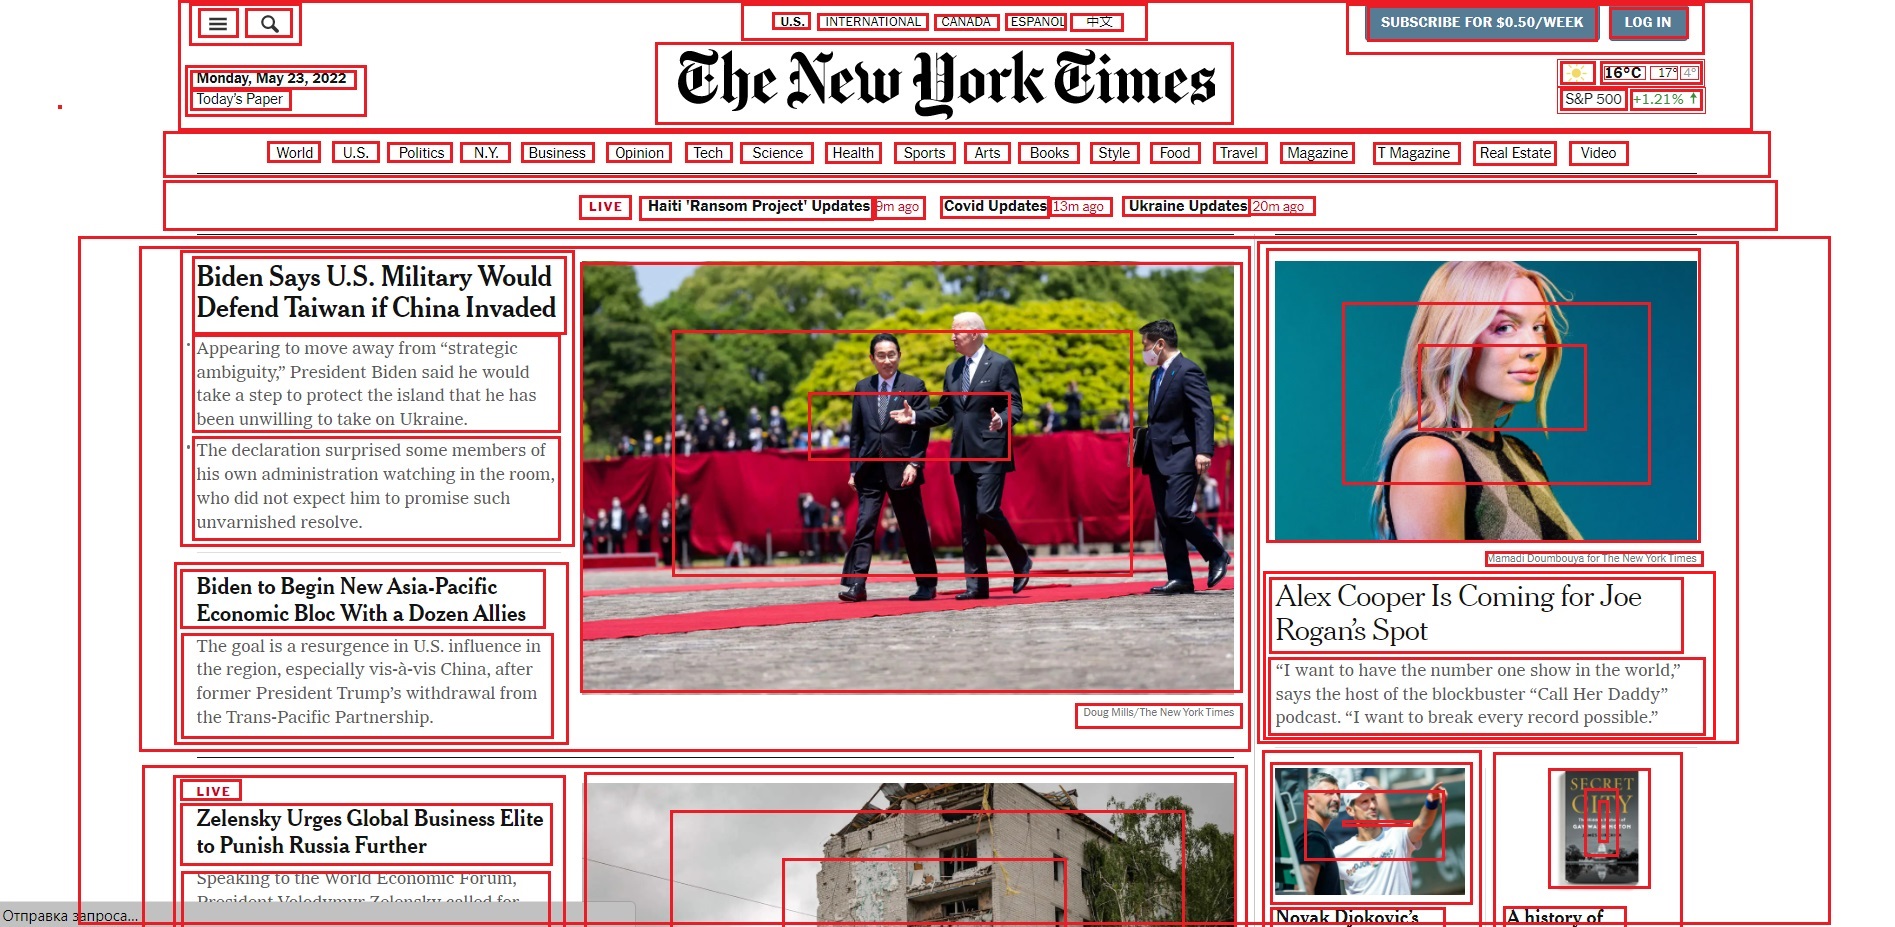 U.S. INTERNATIONAL CANADA ESPAÑOL 中文
SUBSCRIBE FOR $0.50/WEEK LOG IN
Monday, May 23, 2022
Today's Paper
The New York Times
16°C 17° 4°
S&P 500 +1.21% ↑
World U.S. Politics N.Y. Business Opinion Tech Science Health Sports Arts Books Style Food Travel Magazine T Magazine Real Estate Video
LIVE Haiti 'Ransom Project' Updates 9m ago Covid Updates 13m ago Ukraine Updates 20m ago
Biden Says U.S. Military Would
Defend Taiwan if China Invaded
Appearing to move away from “strategic
ambiguity,” President Biden said he would
take a step to protect the island that he has
been unwilling to take on Ukraine.
The declaration surprised some members of
his own administration watching in the room,
who did not expect him to promise such
unvarnished resolve.
Biden to Begin New Asia-Pacific
Economic Bloc With a Dozen Allies
The goal is a resurgence in U.S. influence in
the region, especially vis-à-vis China, after
former President Trump’s withdrawal from
the Trans-Pacific Partnership.
Doug Mills/The New York Times
Mamadi Doumbouya for The New York Times
Alex Cooper Is Coming for Joe
Rogan’s Spot
“I want to have the number one show in the world,”
says the host of the blockbuster “Call Her Daddy”
podcast. “I want to break every record possible.”
LIVE
Zelensky Urges Global Business Elite
to Punish Russia Further
Speaking to the World Economic Forum,
President Volodymyr Zelensky called for
SECRET
CITY
Novak Djokovic’s
A history of
Отправка запроса...